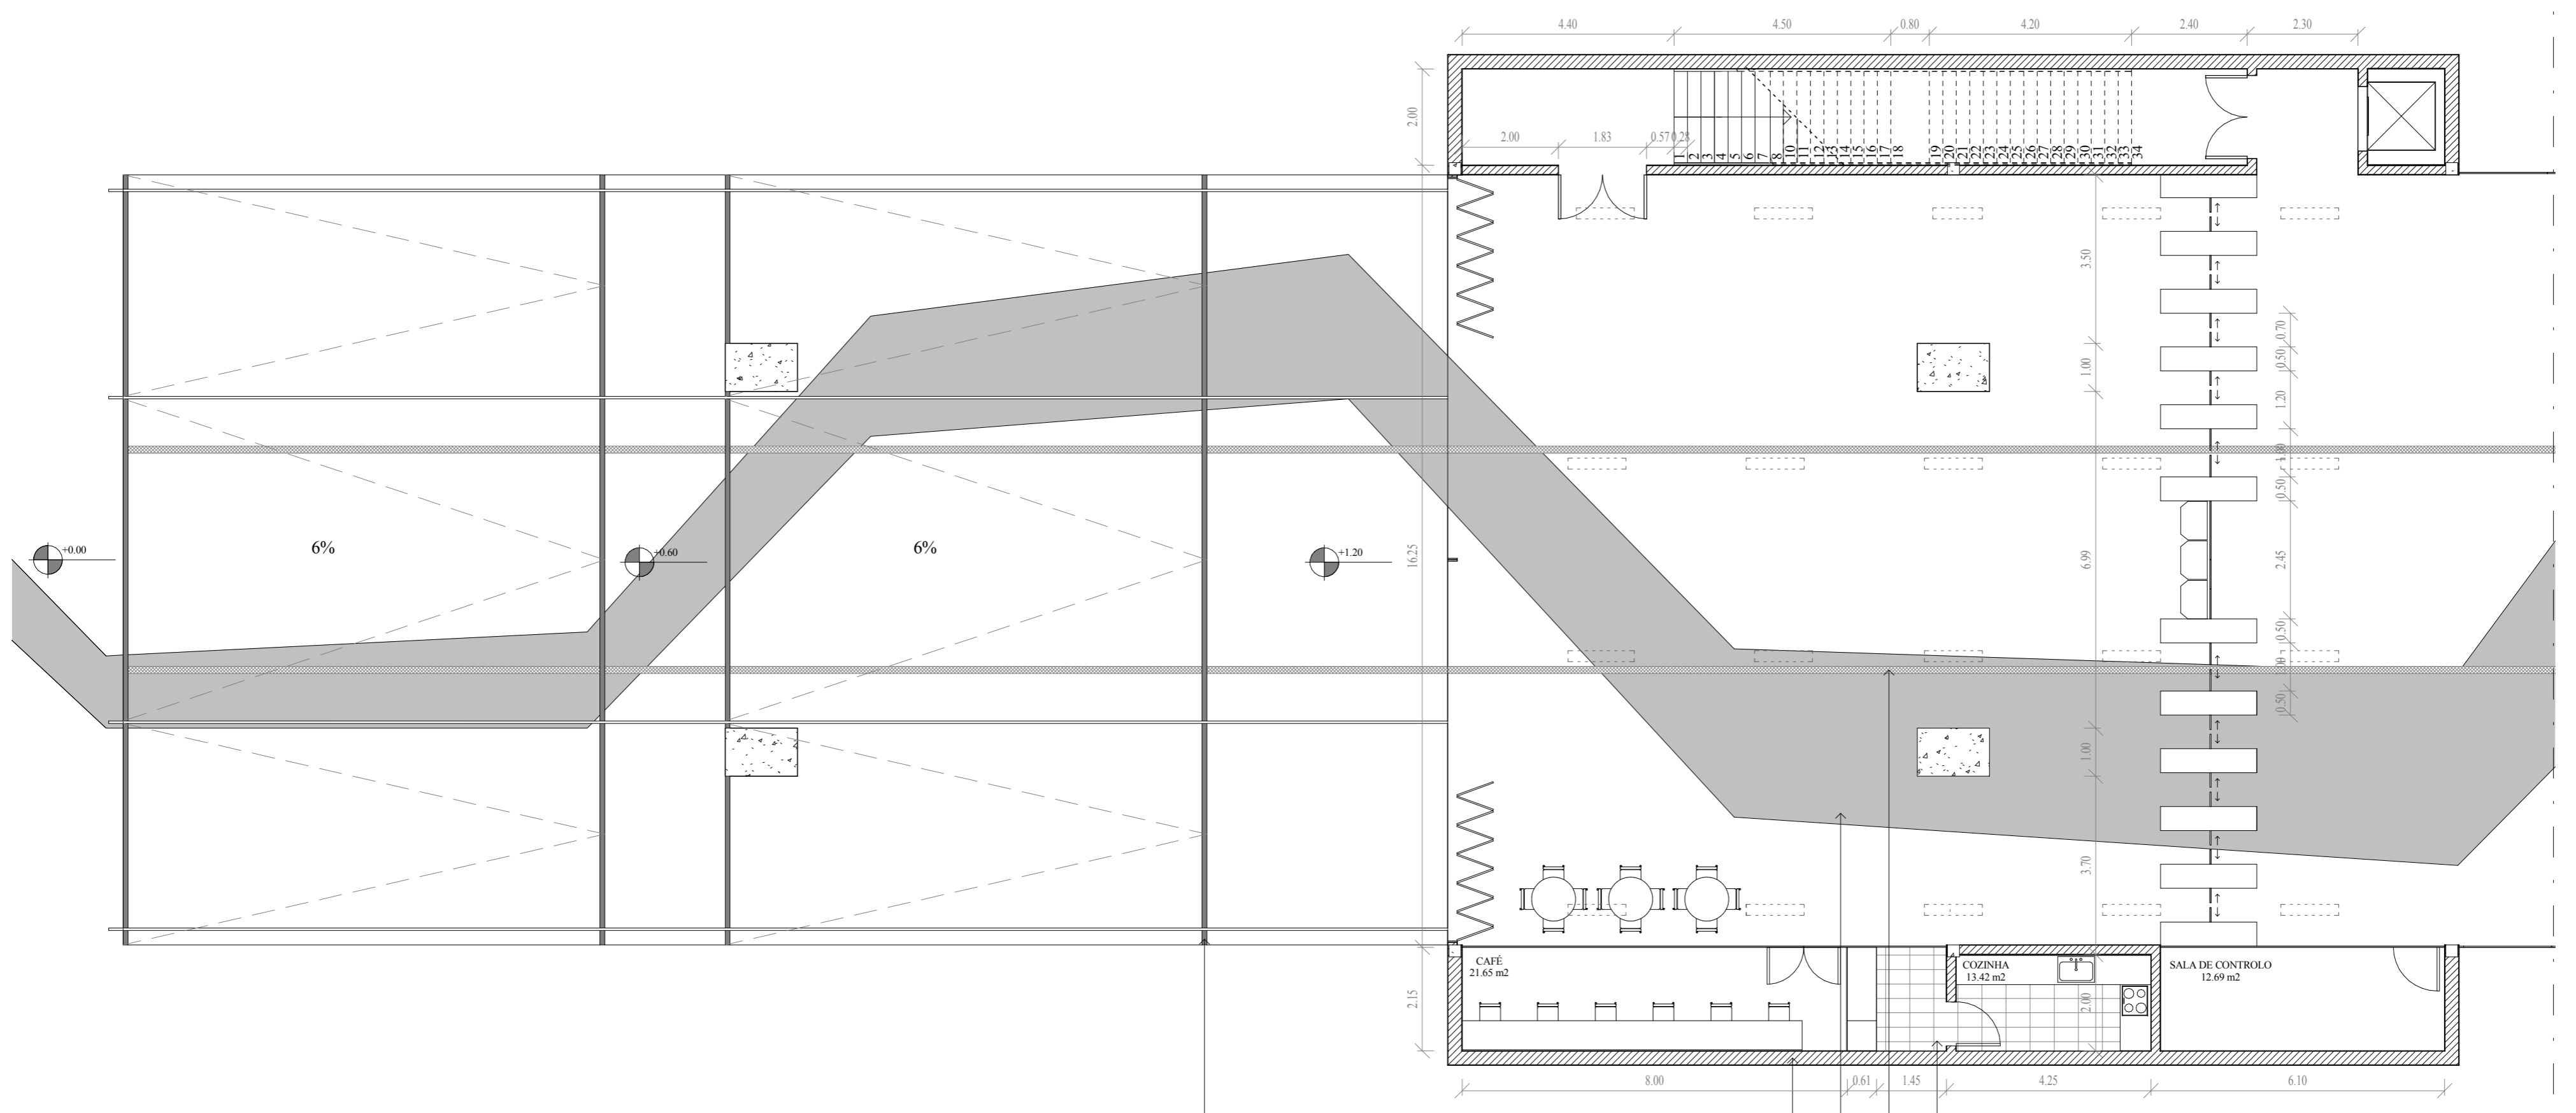 4.40 4.50 0.80 4.20 2.40 2.30
2.00
2.00 1.83 0.57 0.28
1 2 3 4 5 6 7 8 10 11 12 13 14 15 16 17 18 19 20 21 22 23 24 25 26 27 28 29 30 31 32 33 34
3.50
0.70
0.50
1.00
1.20
1.00
0.50
+0.00
6%
+0.60
6%
+1.20
16.25
6.99
2.45
0.50
1.00
0.50
1.00
3.70
CAFÉ
21.65 m2
COZINHA
13.42 m2
SALA DE CONTROLO
12.69 m2
2.15
2.00
8.00 0.61 1.45 4.25 6.10